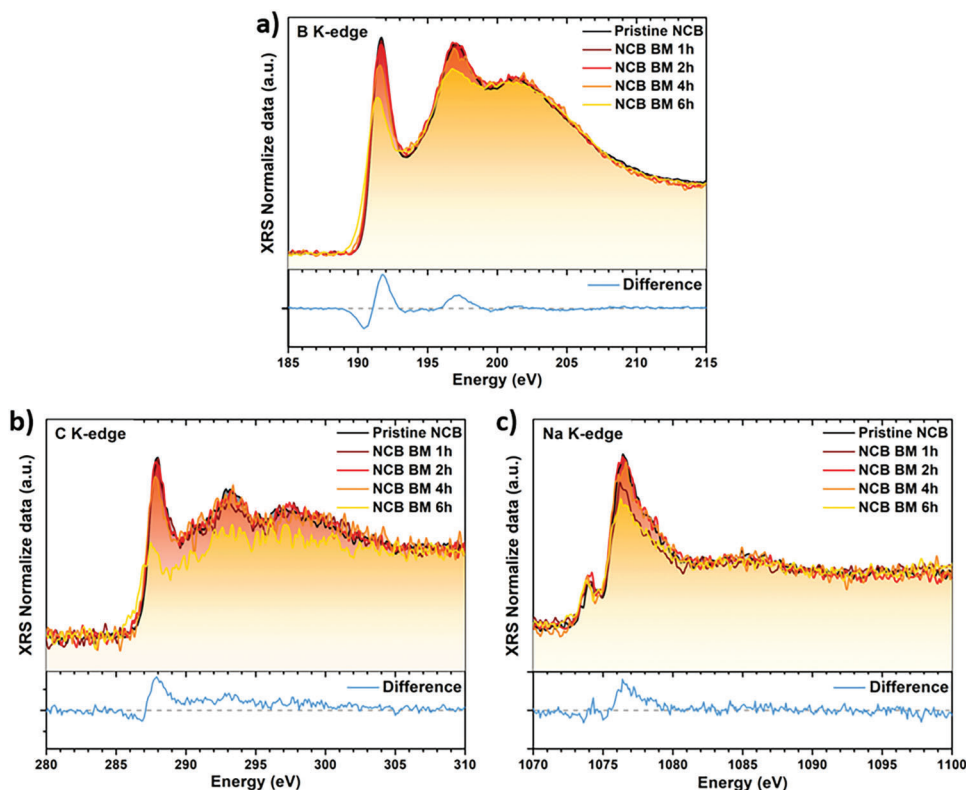 a)
B K-edge
Pristine NCB
NCB BM 1h
NCB BM 2h
NCB BM 4h
NCB BM 6h
XRS Normalize data (a.u.)
Difference
185 190 195 200 205 210 215
Energy (eV)
b)
C K-edge
Pristine NCB
NCB BM 1h
NCB BM 2h
NCB BM 4h
NCB BM 6h
XRS Normalize data (a.u.)
Difference
280 285 290 295 300 305 310
Energy (eV)
c)
Na K-edge
Pristine NCB
NCB BM 1h
NCB BM 2h
NCB BM 4h
NCB BM 6h
XRS Normalize data (a.u.)
Difference
1070 1075 1080 1085 1090 1095 1100
Energy (eV)